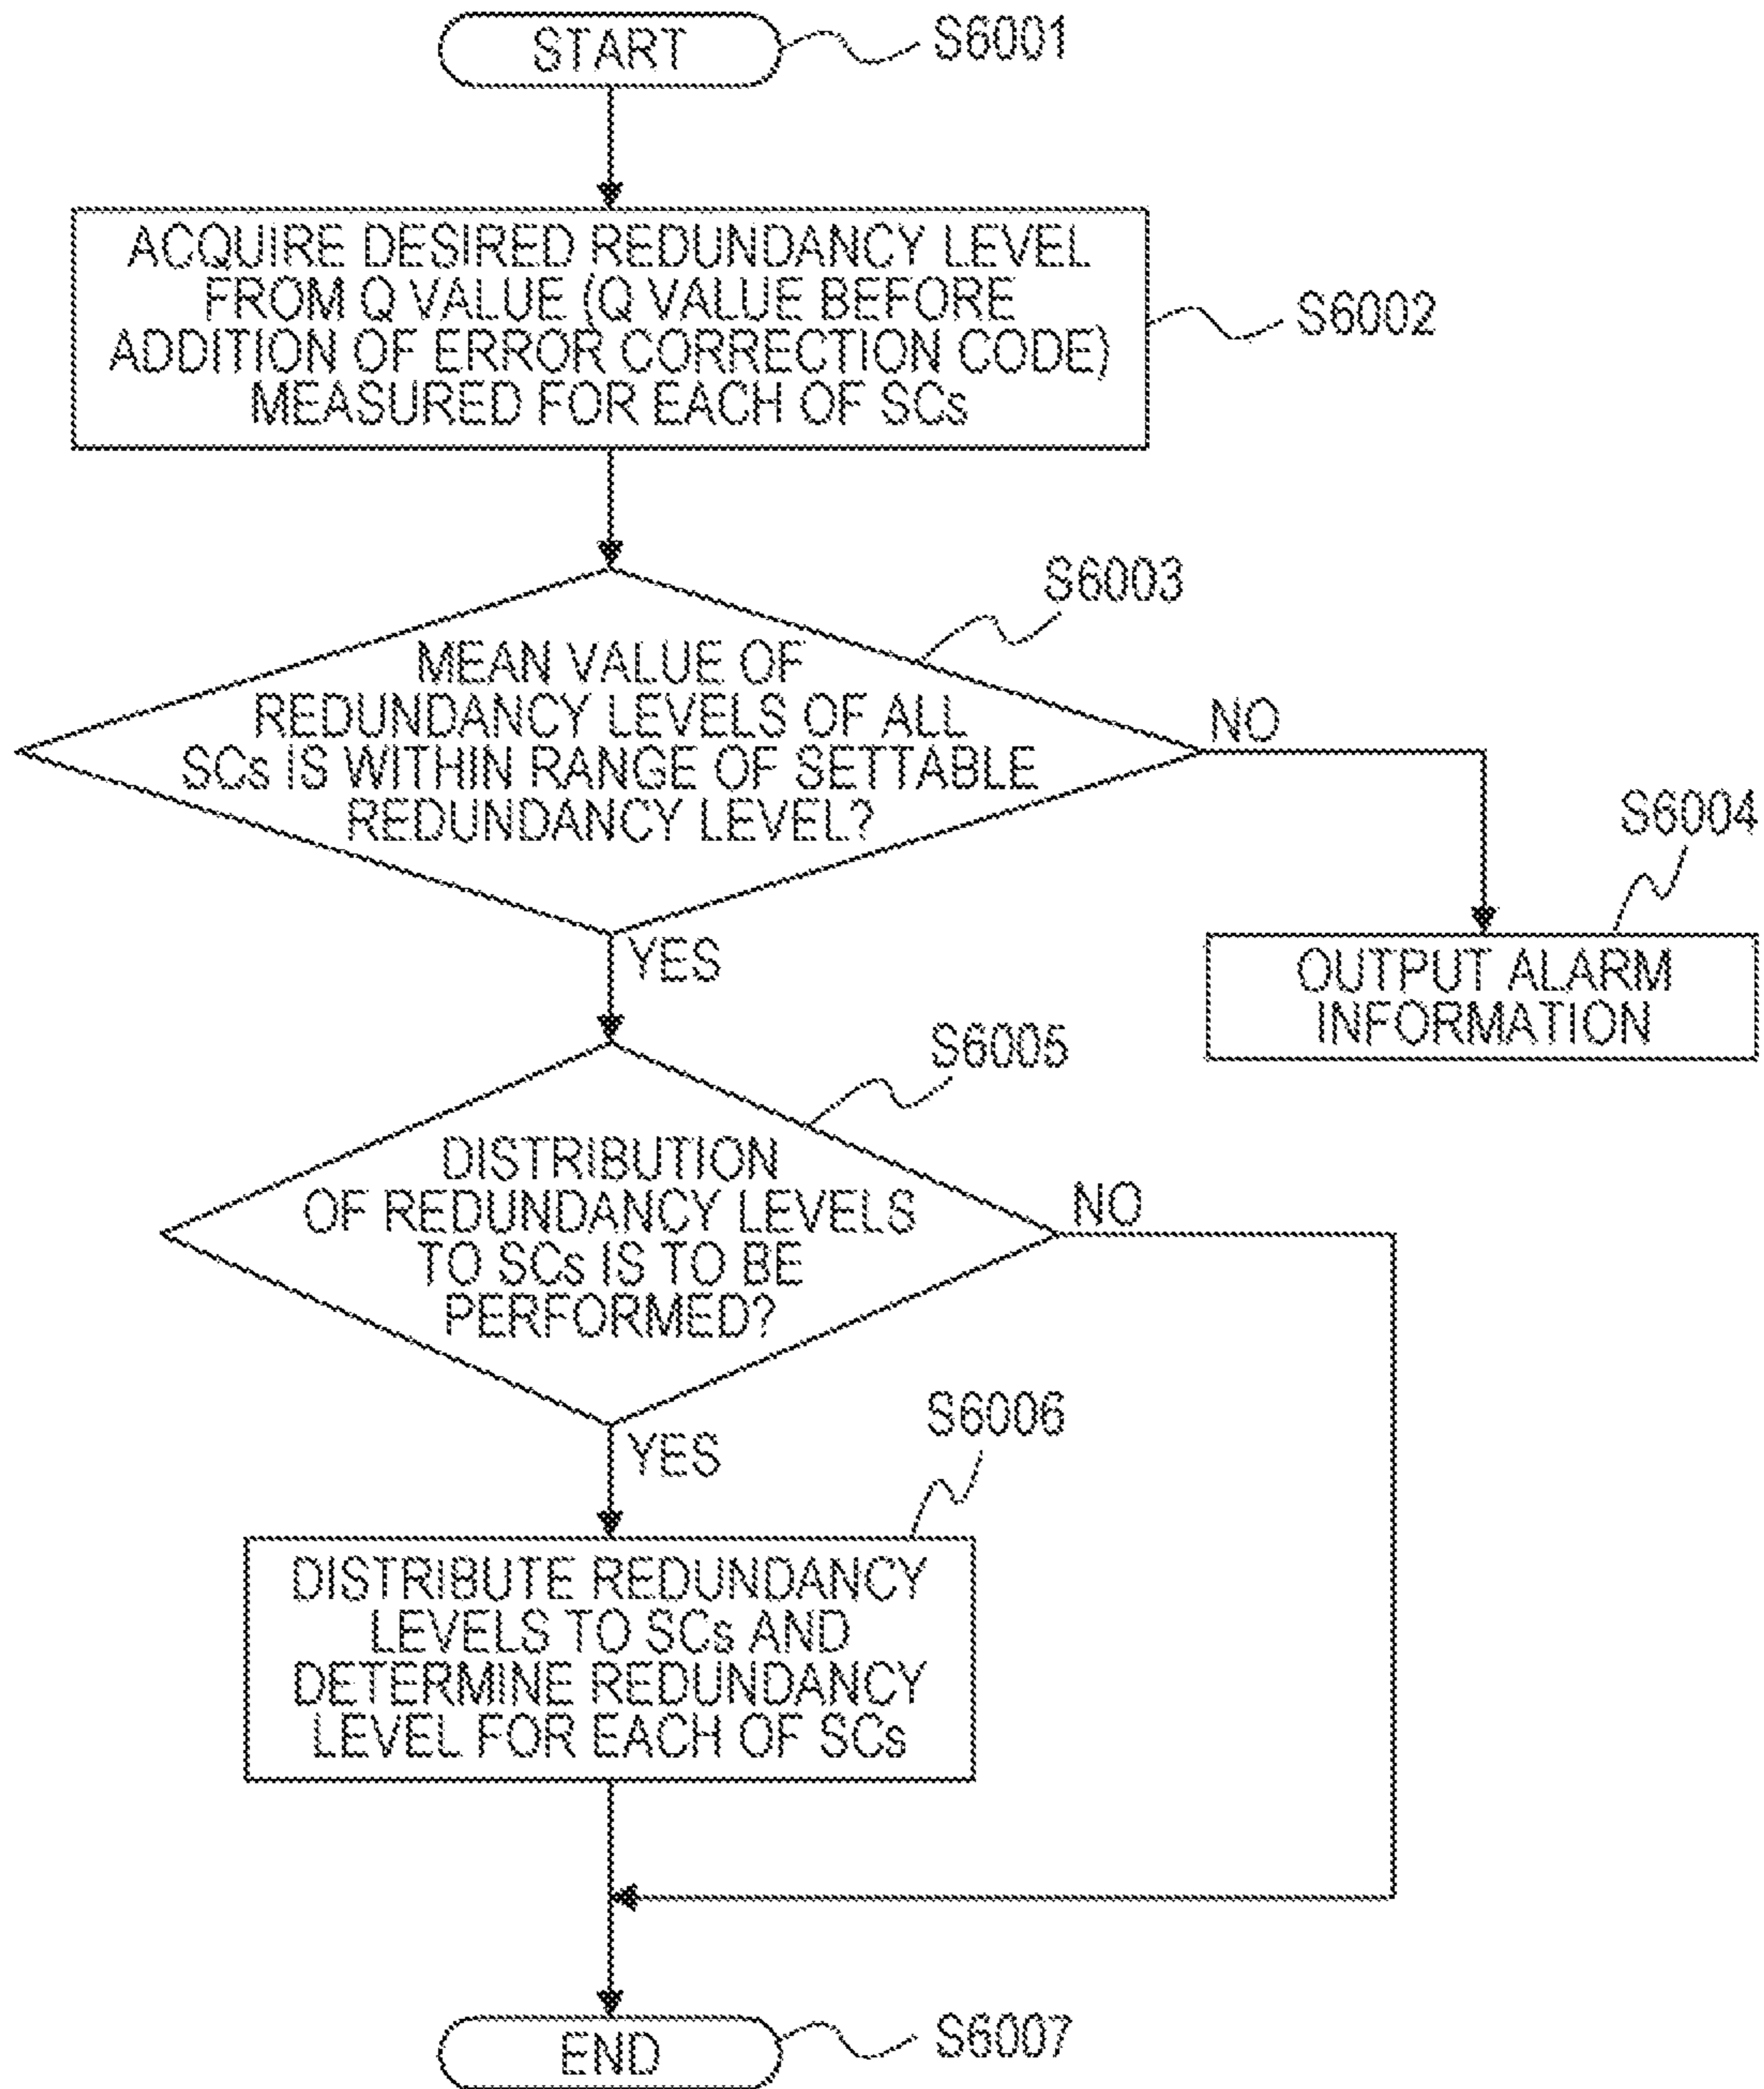 START
S6001
ACQUIRE DESIRED REDUNDANCY LEVEL
FROM Q VALUE (Q VALUE BEFORE
ADDITION OF ERROR CORRECTION CODE)
MEASURED FOR EACH OF SCs
S6002
S6003
MEAN VALUE OF
REDUNDANCY LEVELS OF ALL
SCs IS WITHIN RANGE OF SETTABLE
REDUNDANCY LEVEL?
NO
S6004
OUTPUT ALARM
INFORMATION
YES
S6005
DISTRIBUTION
OF REDUNDANCY LEVELS
TO SCs IS TO BE
PERFORMED?
NO
YES
S6006
DISTRIBUTE REDUNDANCY
LEVELS TO SCs AND
DETERMINE REDUNDANCY
LEVEL FOR EACH OF SCs
END
S6007